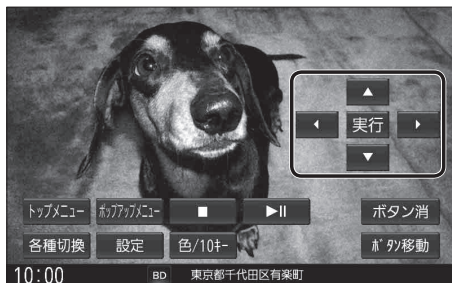 実行
トップメニュー ポップアップメニュー ■ ▶II ボタン消
各種切換 設定 色/10キー ボタン移動
10:00 BD 東京都千代田区有楽町